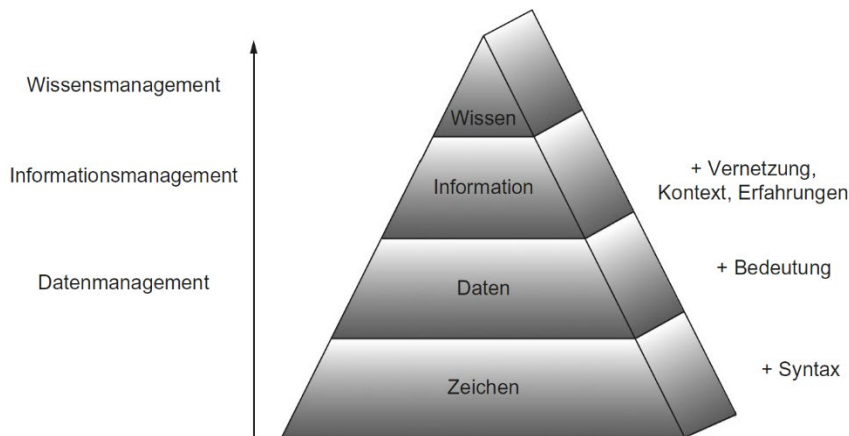 Wissensmanagement
Wissen
Informationsmanagement
Information
+ Vernetzung,
Kontext, Erfahrungen
Datenmanagement
Daten
+ Bedeutung
Zeichen
+ Syntax